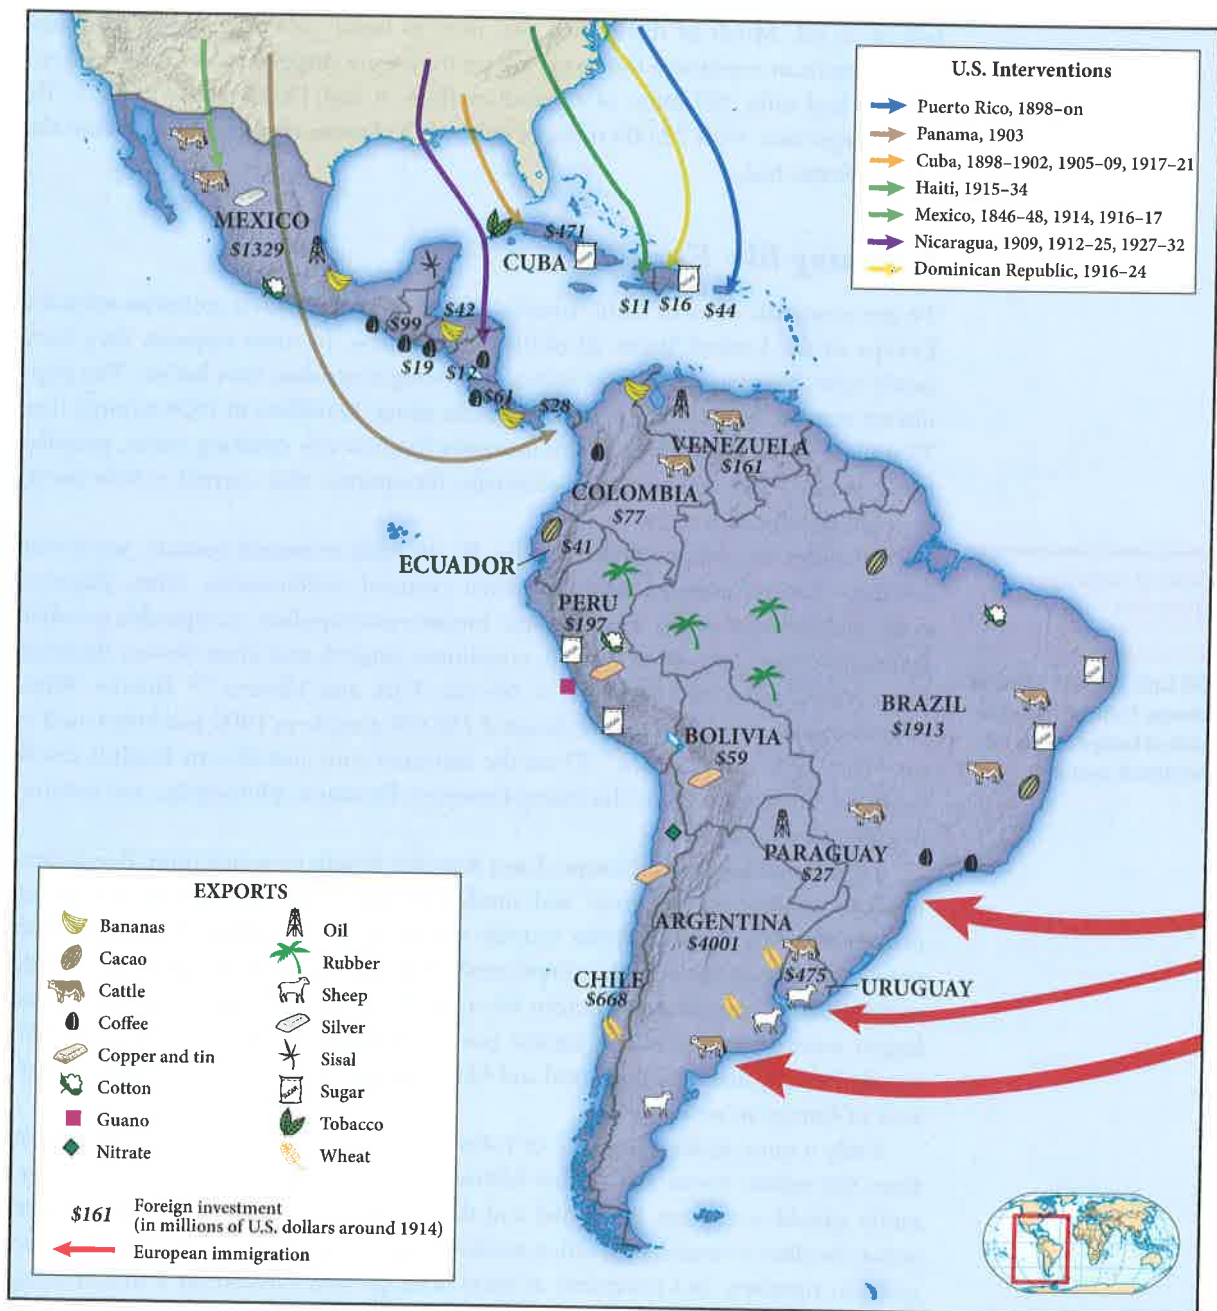 U.S. Interventions
Puerto Rico, 1898–on
Panama, 1903
Cuba, 1898–1902, 1905–09, 1917–21
Haiti, 1915–34
Mexico, 1846–48, 1914, 1916–17
Nicaragua, 1909, 1912–25, 1927–32
Dominican Republic, 1916–24
MEXICO
$1329
$471
CUBA
$11
$16
$44
$42
$99
$19
$12
$61
$28
VENEZUELA
$161
COLOMBIA
$77
$41
ECUADOR
PERU
$197
BRAZIL
$1913
BOLIVIA
$59
PARAGUAY
$27
ARGENTINA
$4001
CHILE
$668
$475
URUGUAY
EXPORTS
Bananas
Cacao
Cattle
Coffee
Copper and tin
Cotton
Guano
Nitrate
Oil
Rubber
Sheep
Silver
Sisal
Sugar
Tobacco
Wheat
$161
Foreign investment
(in millions of U.S. dollars around 1914)
European immigration